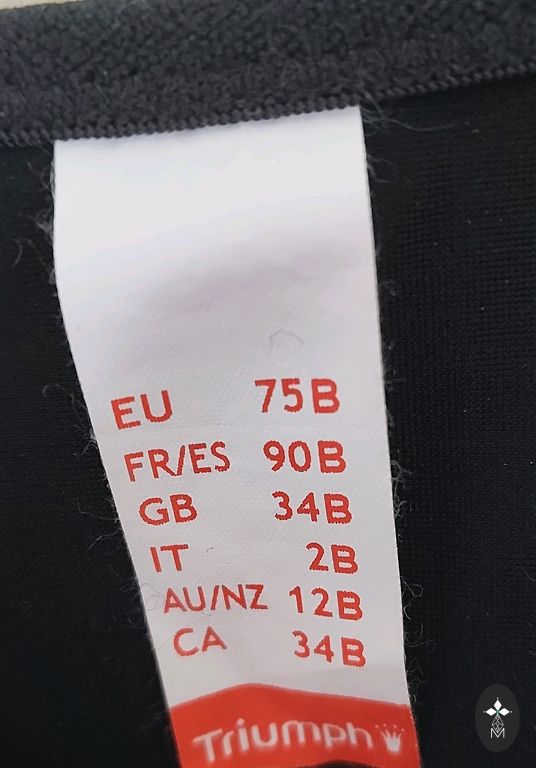 EU 75B
FR/ES 90B
GB 34B
IT 2B
AU/NZ 12B
CA 34B
Triumph
M